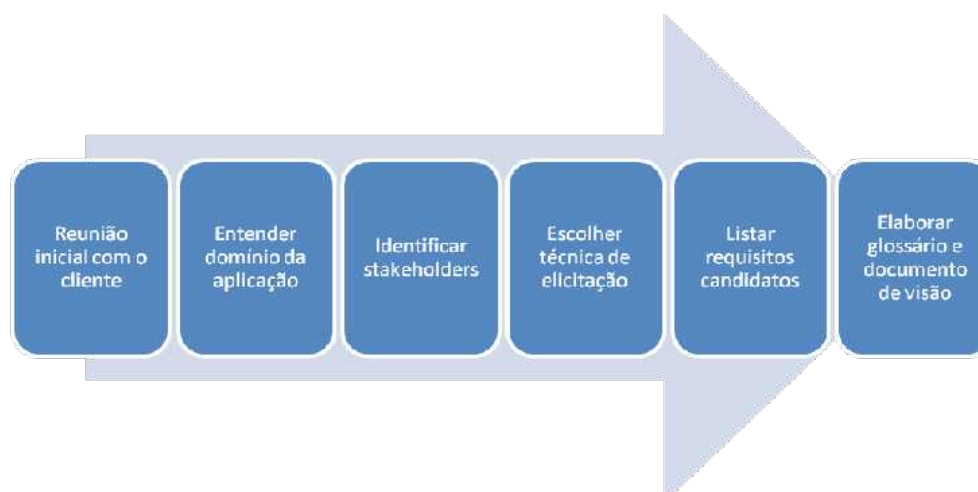 Reunião
inicial com o
cliente
Entender
domínio da
aplicação
Identificar
stakeholders
Escolher
técnica de
elicitação
Listar
requisitos
candidatos
Elaborar
glossário e
documento
de visão